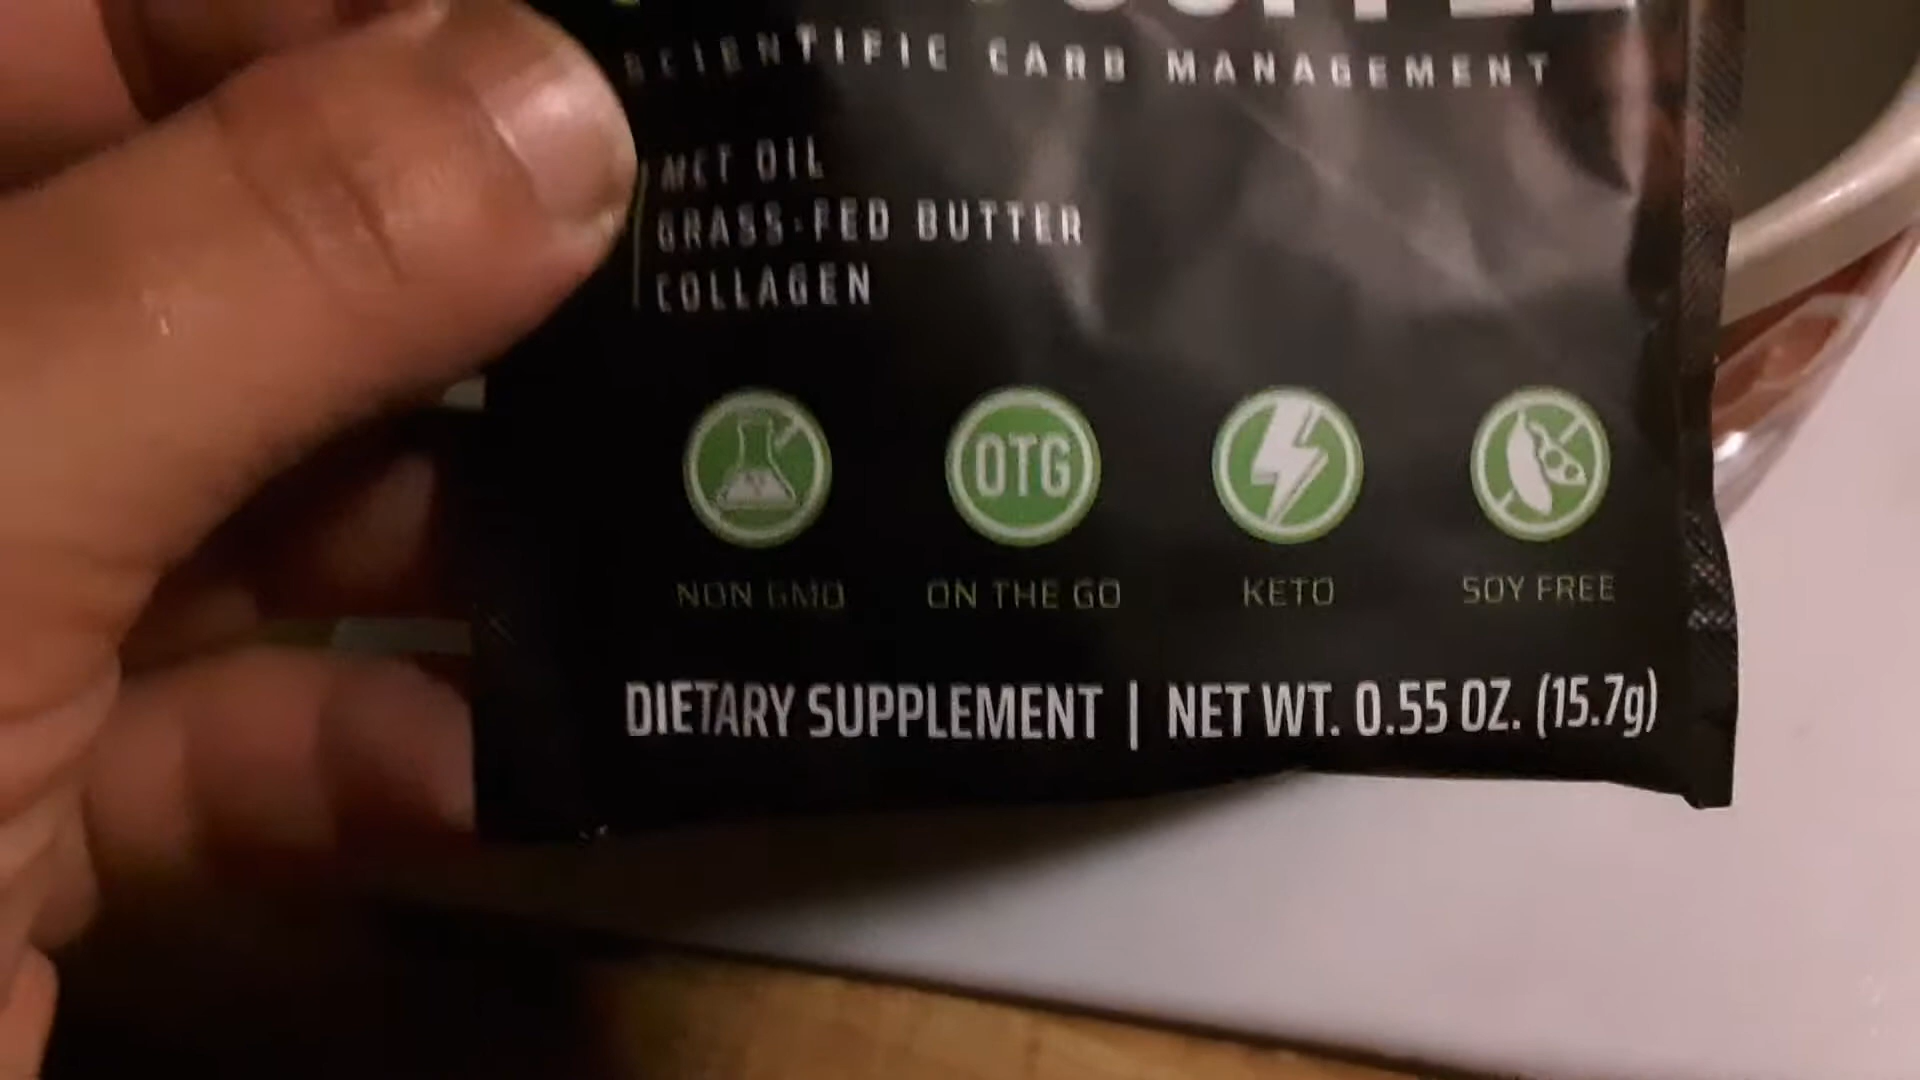 SCIENTIFIC CARB MANAGEMENT
MCT OIL
GRASS-FED BUTTER
COLLAGEN
OTG
NON GMO
ON THE GO
KETO
SOY FREE
DIETARY SUPPLEMENT | NET WT. 0.55 OZ. (15.7g)